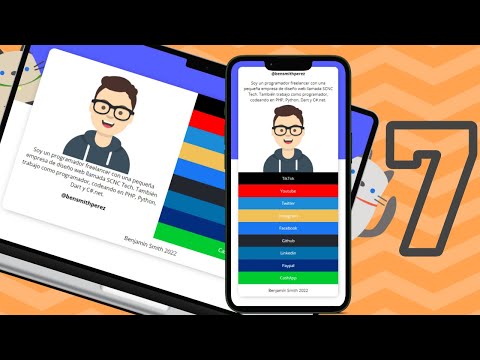 Soy un programador freelancer con una pequeña
empresa de diseño web llamada SCNC Tech. También
trabajo como programador, codeando en PHP, Python,
Dart y C# net.
@bensmithperez
Benjamin Smith 2022
@bensmithperez
Soy un programador freelancer con una
pequeña empresa de diseño web llamada SCNC
Tech. También trabajo como programador,
codeando en PHP, Python, Dart y C# net.
TikTok
Youtube
Twitter
Instagram
Facebook
Github
Linkedin
Paypal
CashApp
Benjamin Smith 2022
7